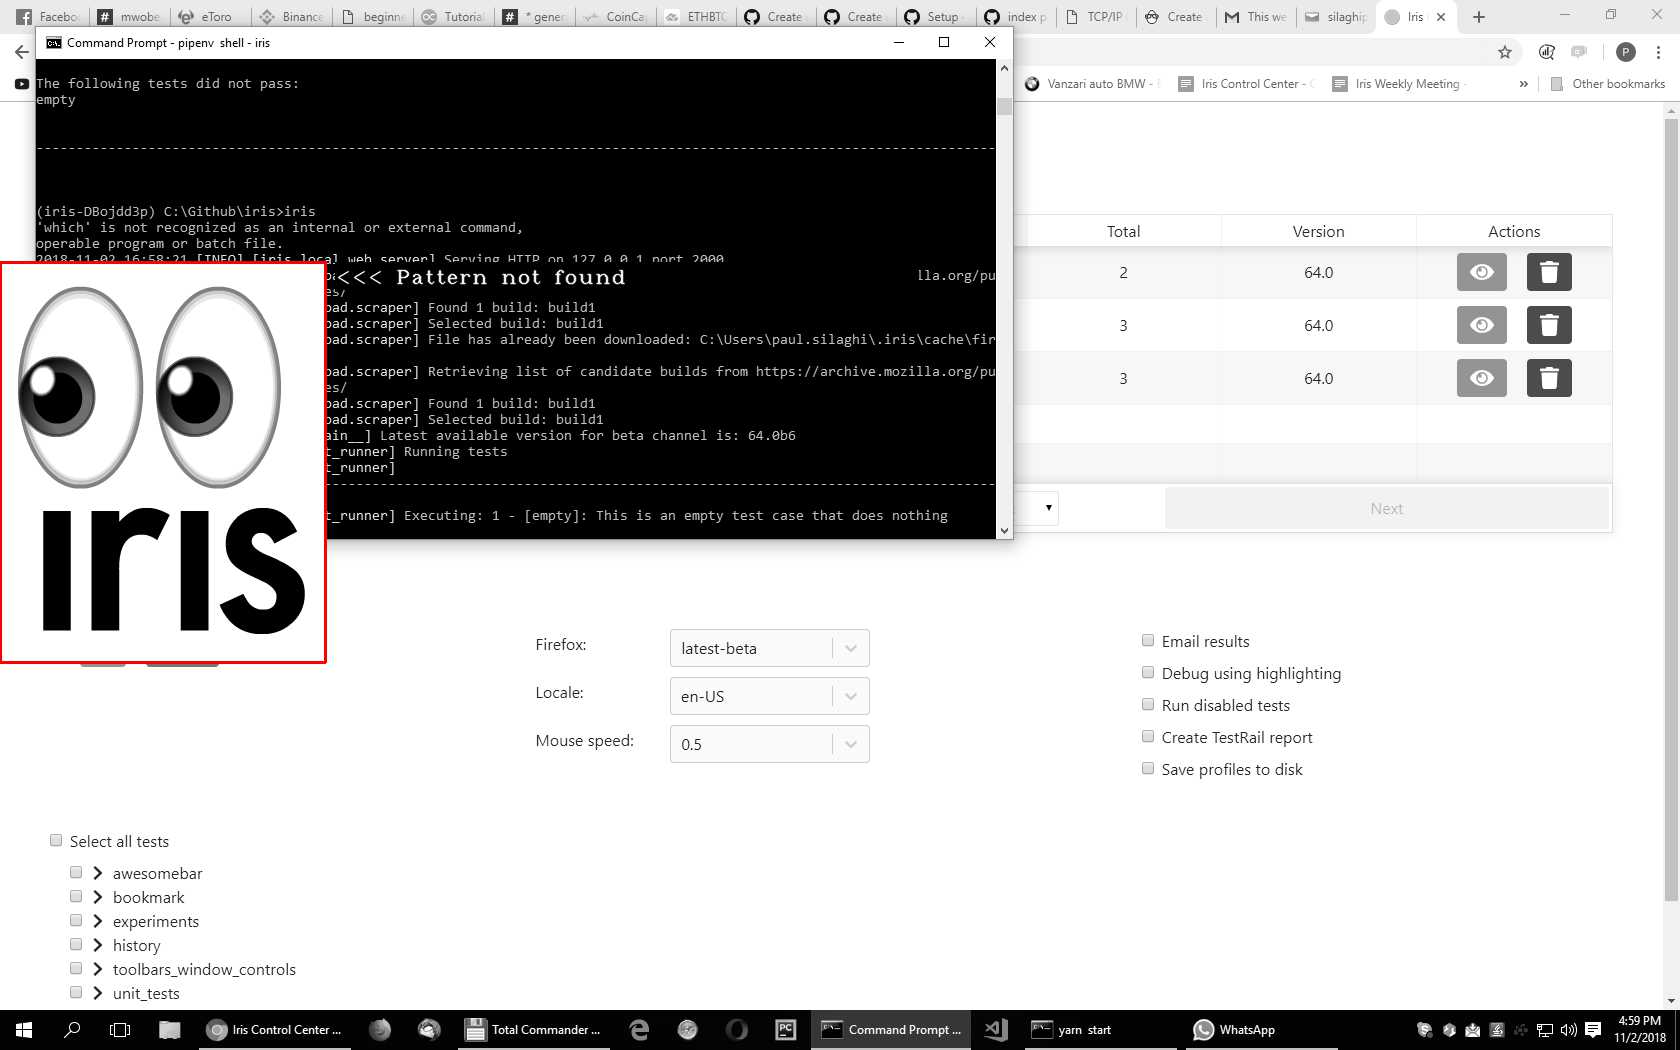 Faceboo
# mwobe
eToro
Binance
beginne
Tutorial
# * gener
CoinCa
ETHBTC
Create
Create
Setup
index p
TCP/IP
Create
This we
silaghip
Iris
Command Prompt - pipenv  shell - iris
P
Vanzari auto BMW -
Iris Control Center -
Iris Weekly Meeting
»
Other bookmarks
The following tests did not pass:
empty
(iris-DBojdd3p) C:\Github\iris>iris
'which' is not recognized as an internal or external command,
operable program or batch file.
2018-11-02 16:58:21 [INFO] [iris.local_web_server] Serving HTTP on 127.0.0.1 port 2000
<<< Pattern not found
lla.org/pu
es/
oad.scraper] Found 1 build: build1
oad.scraper] Selected build: build1
oad.scraper] File has already been downloaded: C:\Users\paul.silaghi\.iris\cache\fir
oad.scraper] Retrieving list of candidate builds from https://archive.mozilla.org/pu
es/
oad.scraper] Found 1 build: build1
oad.scraper] Selected build: build1
ain__] Latest available version for beta channel is: 64.0b6
t_runner] Running tests
t_runner]
t_runner] Executing: 1 - [empty]: This is an empty test case that does nothing
iris
Total Version Actions
2 64.0
3 64.0
3 64.0
Next
Firefox: latest-beta
Locale: en-US
Mouse speed: 0.5
Email results
Debug using highlighting
Run disabled tests
Create TestRail report
Save profiles to disk
Select all tests
awesomebar
bookmark
experiments
history
toolbars_window_controls
unit_tests
Iris Control Center ...
Total Commander ...
PC
Command Prompt ...
yarn  start
WhatsApp
4:59 PM
11/2/2018